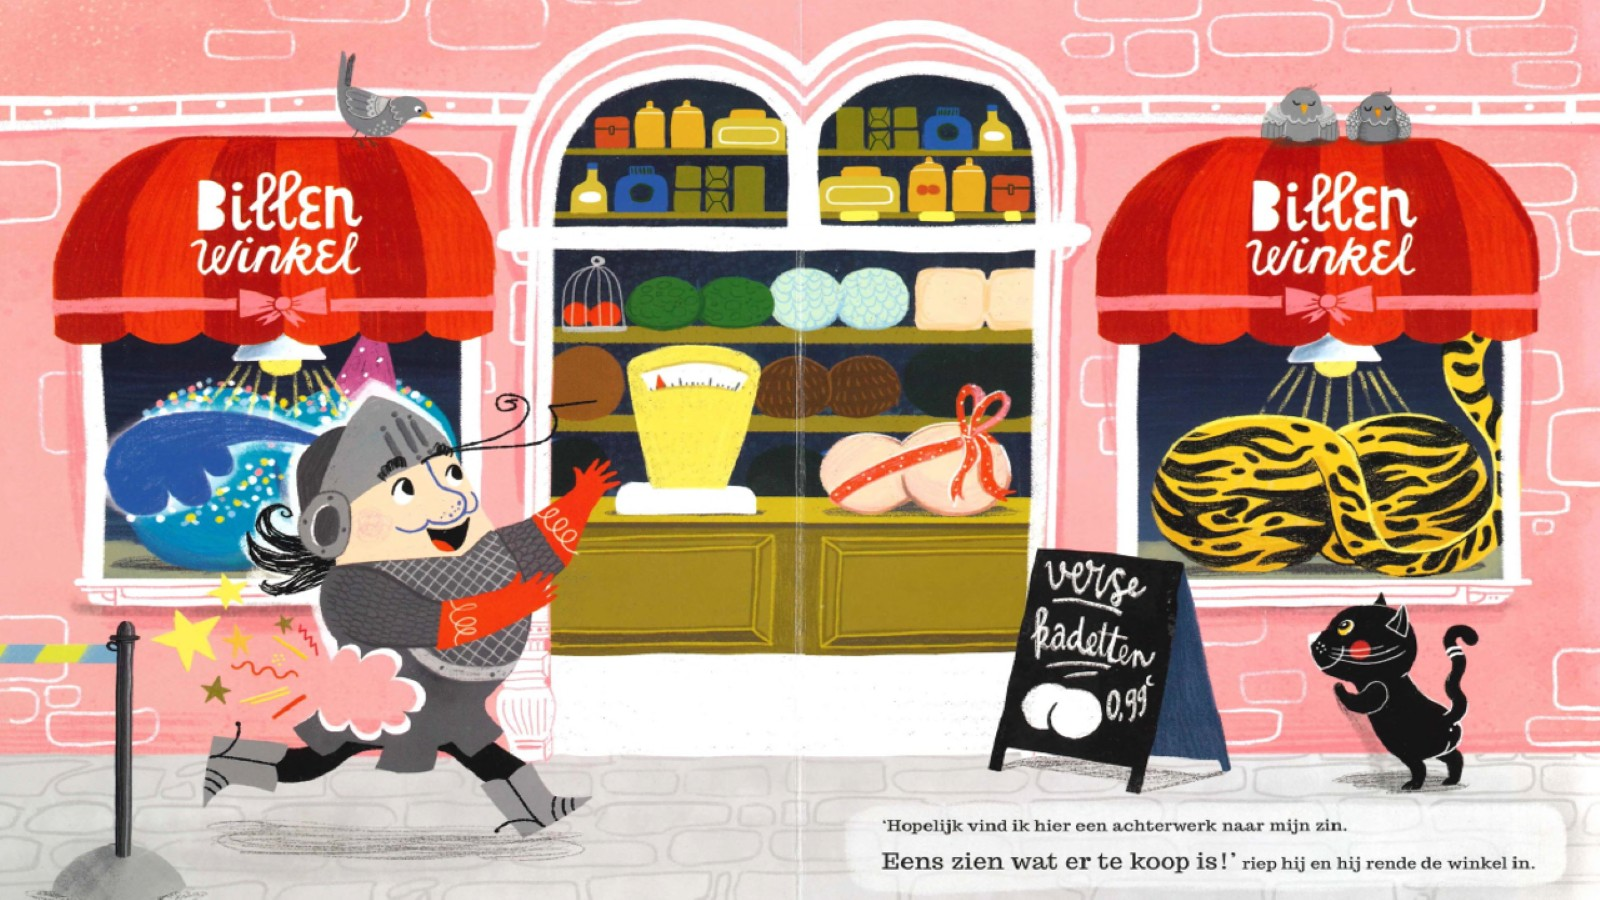 Billen
winkel
Billen
winkel
verse
kadetten
0,99ᶜ
‘Hopelijk vind ik hier een achterwerk naar mijn zin.
Eens zien wat er te koop is!’ riep hij en hij rende de winkel in.